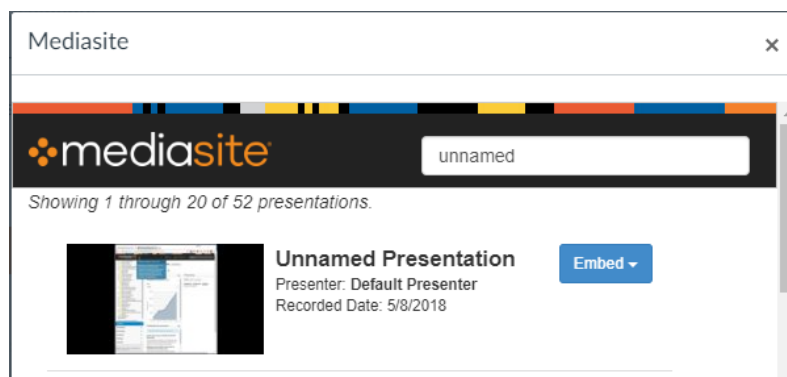 Mediasite
×
mediasite
unnamed
Showing 1 through 20 of 52 presentations.
Unnamed Presentation
Embed
Presenter: Default Presenter
Recorded Date: 5/8/2018